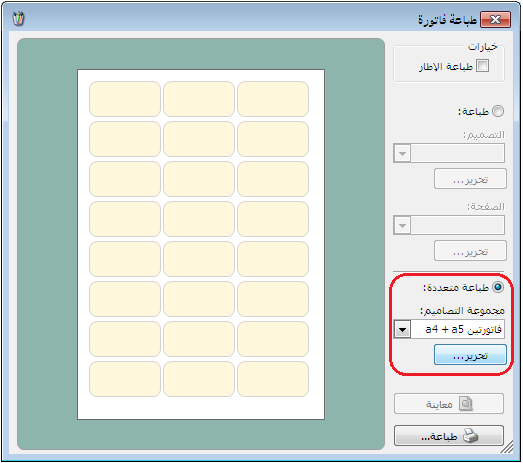 طباعة فاتورة
خيارات
طباعة الإطار
طباعة:
التصميم:
تحرير...
الصفحة:
تحرير...
طباعة متعددة:
مجموعة التصاميم:
فاتورتين a4 + a5
تحرير...
معاينة
طباعة...